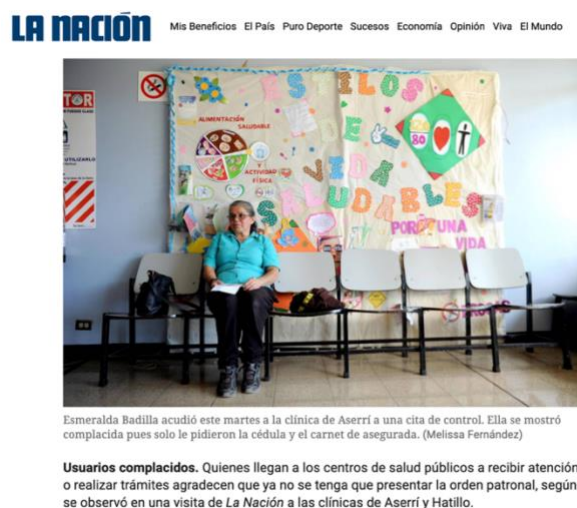 LA NACIÓN
Mis Beneficios El País Puro Deporte Sucesos Economía Opinión Viva El Mundo
TOR
UTILIZARLO
ESTILOS
DE
VIDA
SALUDABLES
ALIMENTACIÓN
SALUDABLE
Y
ACTIVIDAD
FÍSICA
80
POR UNA
VIDA
Esmeralda Badilla acudió este martes a la clínica de Aserrí a una cita de control. Ella se mostró
complacida pues solo le pidieron la cédula y el carnet de asegurada. (Melissa Fernández)
Usuarios complacidos. Quienes llegan a los centros de salud públicos a recibir atención
o realizar trámites agradecen que ya no se tenga que presentar la orden patronal, según
se observó en una visita de La Nación a las clínicas de Aserrí y Hatillo.